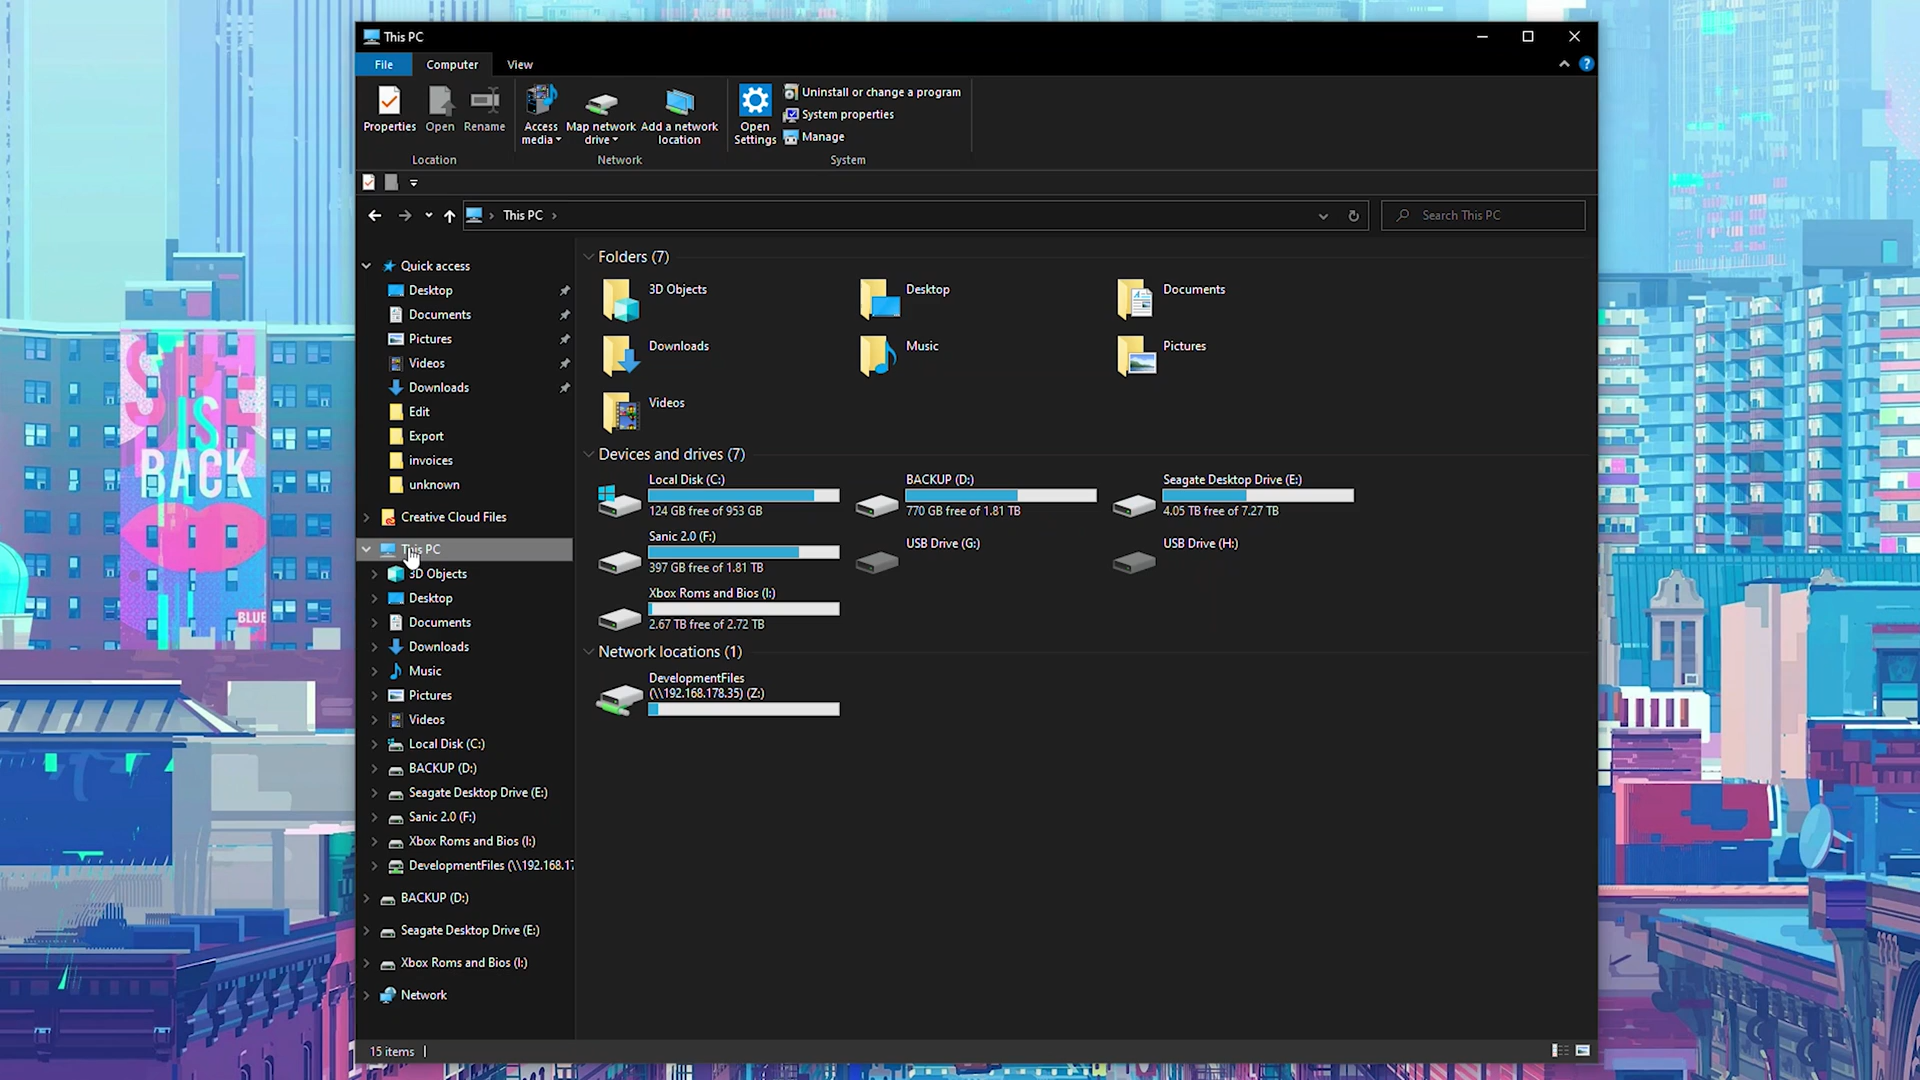 This PC
File
Computer
View
Properties
Open
Rename
Access
media
Map network
drive
Add a network
location
Open
Settings
Uninstall or change a program
System properties
Manage
Location
Network
System
This PC
Search This PC
Quick access
Desktop
Documents
Pictures
Videos
Downloads
Edit
Export
invoices
unknown
Creative Cloud Files
This PC
3D Objects
Desktop
Documents
Downloads
Music
Pictures
Videos
Local Disk (C:)
BACKUP (D:)
Seagate Desktop Drive (E:)
Sanic 2.0 (F:)
Xbox Roms and Bios (I:)
DevelopmentFiles (\\192.168.17
BACKUP (D:)
Seagate Desktop Drive (E:)
Xbox Roms and Bios (I:)
Network
Folders (7)
3D Objects
Desktop
Documents
Downloads
Music
Pictures
Videos
Devices and drives (7)
Local Disk (C:)
124 GB free of 953 GB
BACKUP (D:)
770 GB free of 1.81 TB
Seagate Desktop Drive (E:)
4.05 TB free of 7.27 TB
Sanic 2.0 (F:)
397 GB free of 1.81 TB
USB Drive (G:)
USB Drive (H:)
Xbox Roms and Bios (I:)
2.67 TB free of 2.72 TB
Network locations (1)
DevelopmentFiles
(\\192.168.178.35) (Z:)
15 items
SHE
IS
BACK
BLUE